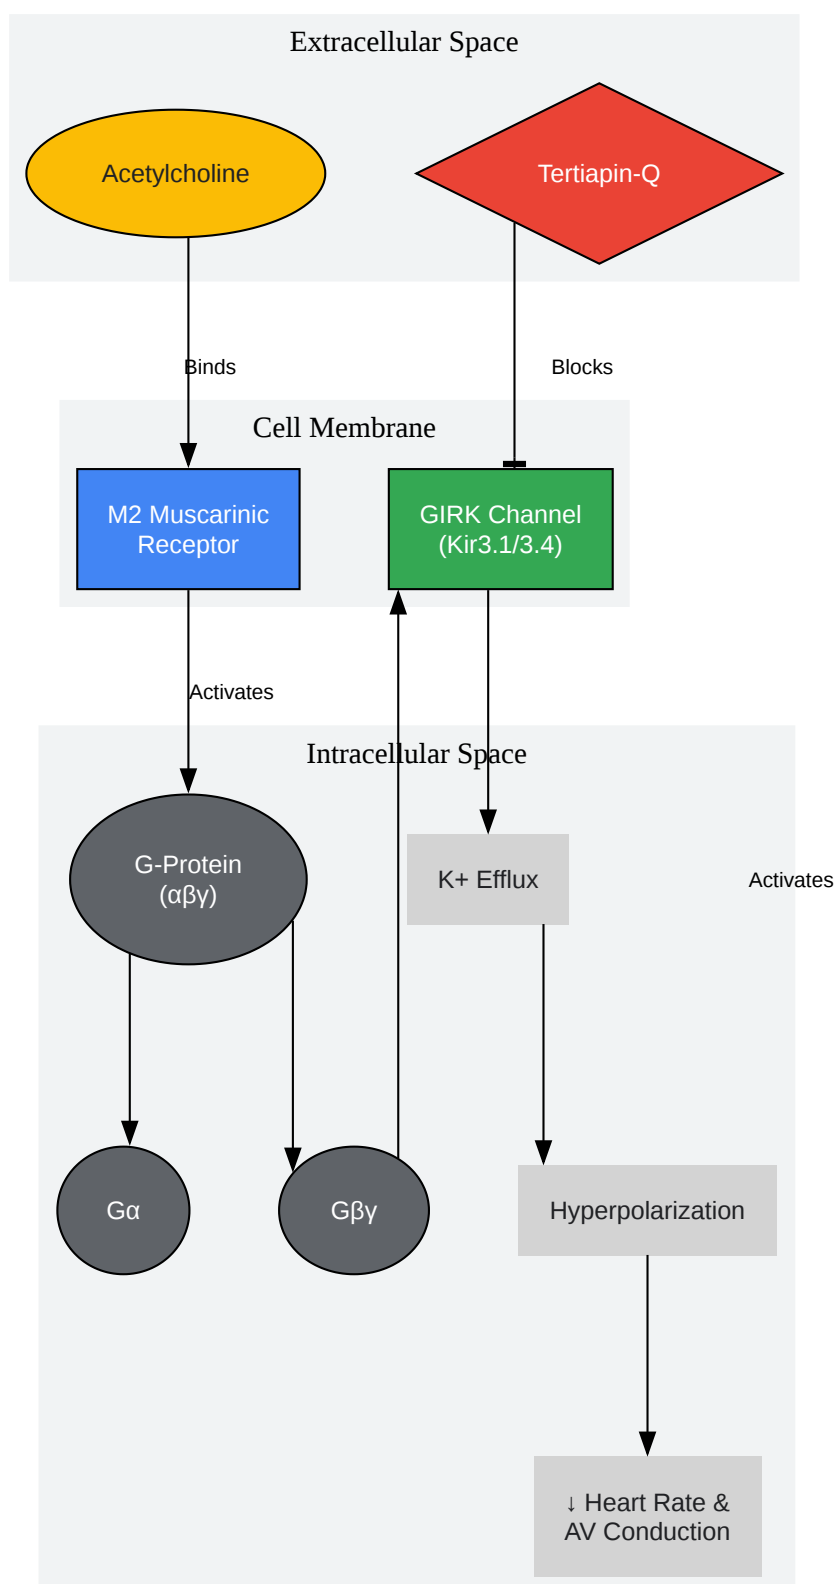 Extracellular Space
Acetylcholine
Tertiapin-Q
Binds
Blocks
Cell Membrane
M2 Muscarinic
Receptor
GIRK Channel
(Kir3.1/3.4)
Activates
Intracellular Space
G-Protein
(αβγ)
K+ Efflux
Activates
Gα
Gβγ
Hyperpolarization
↓ Heart Rate &
AV Conduction